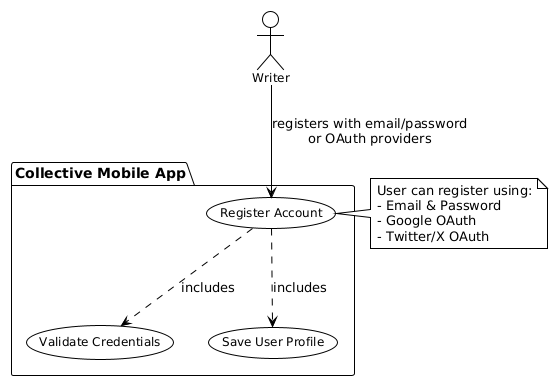 Writer
registers with email/password
or OAuth providers
Collective Mobile App
User can register using:
- Email & Password
- Google OAuth
- Twitter/X OAuth
Register Account
includes
includes
Validate Credentials
Save User Profile